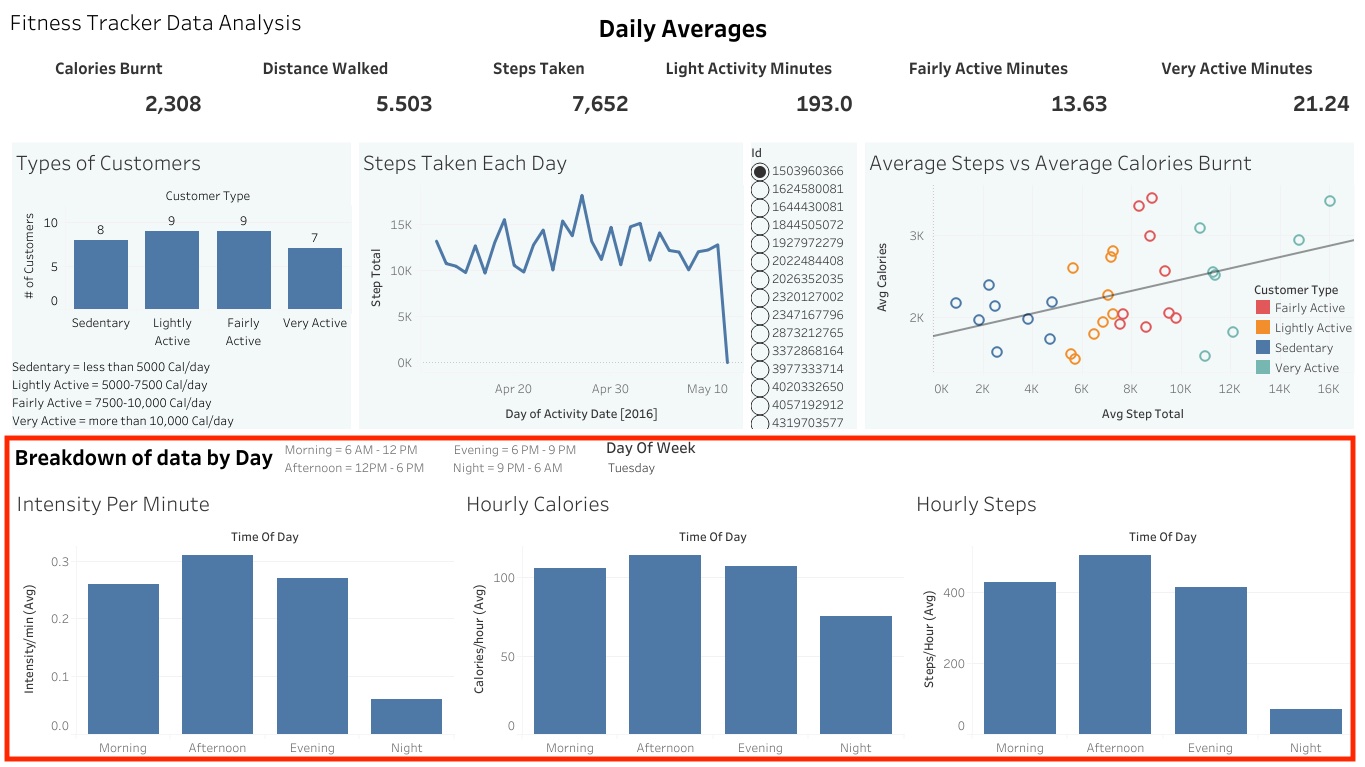 Fitness Tracker Data Analysis
Daily Averages
Calories Burnt
Distance Walked
Steps Taken
Light Activity Minutes
Fairly Active Minutes
Very Active Minutes
2,308
5.503
7,652
193.0
13.63
21.24
Types of Customers
Customer Type
# of Customers
10
5
0
8
9
9
7
Sedentary
Lightly
Active
Fairly
Active
Very Active
Sedentary = less than 5000 Cal/day
Lightly Active = 5000-7500 Cal/day
Fairly Active = 7500-10,000 Cal/day
Very Active = more than 10,000 Cal/day
Steps Taken Each Day
Step Total
15K
10K
5K
0K
Apr 20
Apr 30
May 10
Day of Activity Date [2016]
Id
1503960366
1624580081
1644430081
1844505072
1927972279
2022484408
2026352035
2320127002
2347167796
2873212765
3372868164
3977333714
4020332650
4057192912
4319703577
Average Steps vs Average Calories Burnt
Avg Calories
3K
2K
0K
2K
4K
6K
8K
10K
12K
14K
16K
Avg Step Total
Customer Type
Fairly Active
Lightly Active
Sedentary
Very Active
Breakdown of data by Day
Morning = 6 AM - 12 PM
Afternoon = 12PM - 6 PM
Evening = 6 PM - 9 PM
Night = 9 PM - 6 AM
Day Of Week
Tuesday
Intensity Per Minute
Time Of Day
Intensity/min (Avg)
0.3
0.2
0.1
0.0
Morning
Afternoon
Evening
Night
Hourly Calories
Time Of Day
Calories/hour (Avg)
100
50
0
Morning
Afternoon
Evening
Night
Hourly Steps
Time Of Day
Steps/Hour (Avg)
400
200
0
Morning
Afternoon
Evening
Night